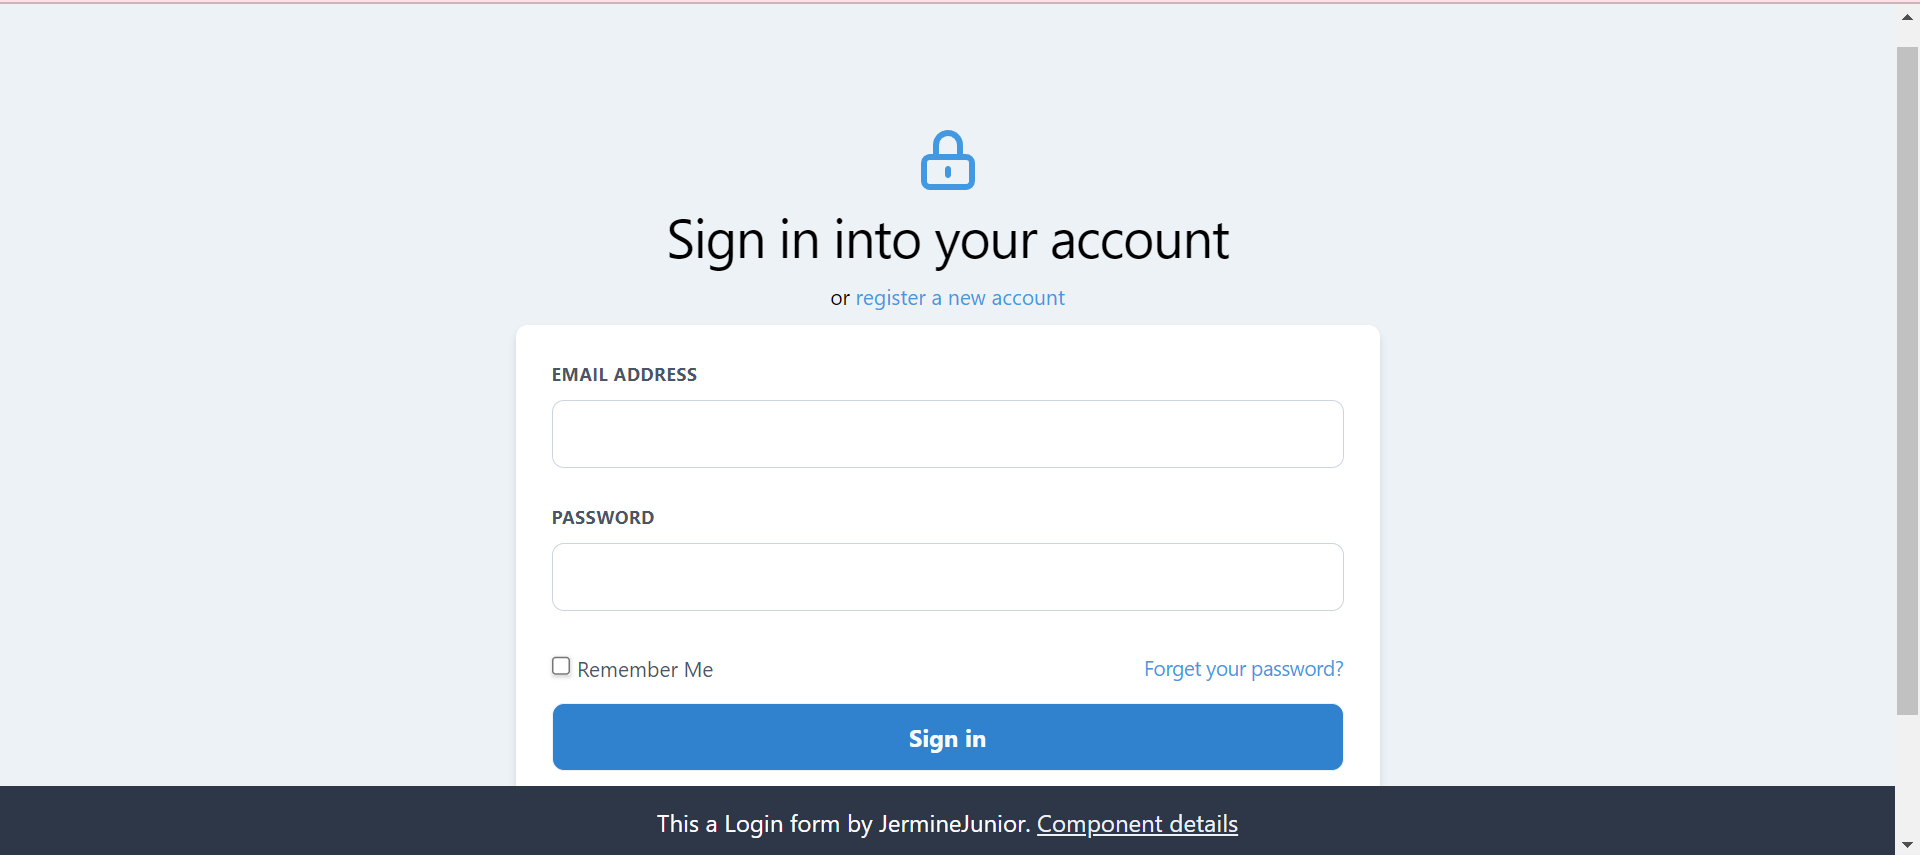 Sign in into your account
or register a new account
EMAIL ADDRESS
PASSWORD
Remember Me
Forget your password?
Sign in
This a Login form by JermineJunior. Component details